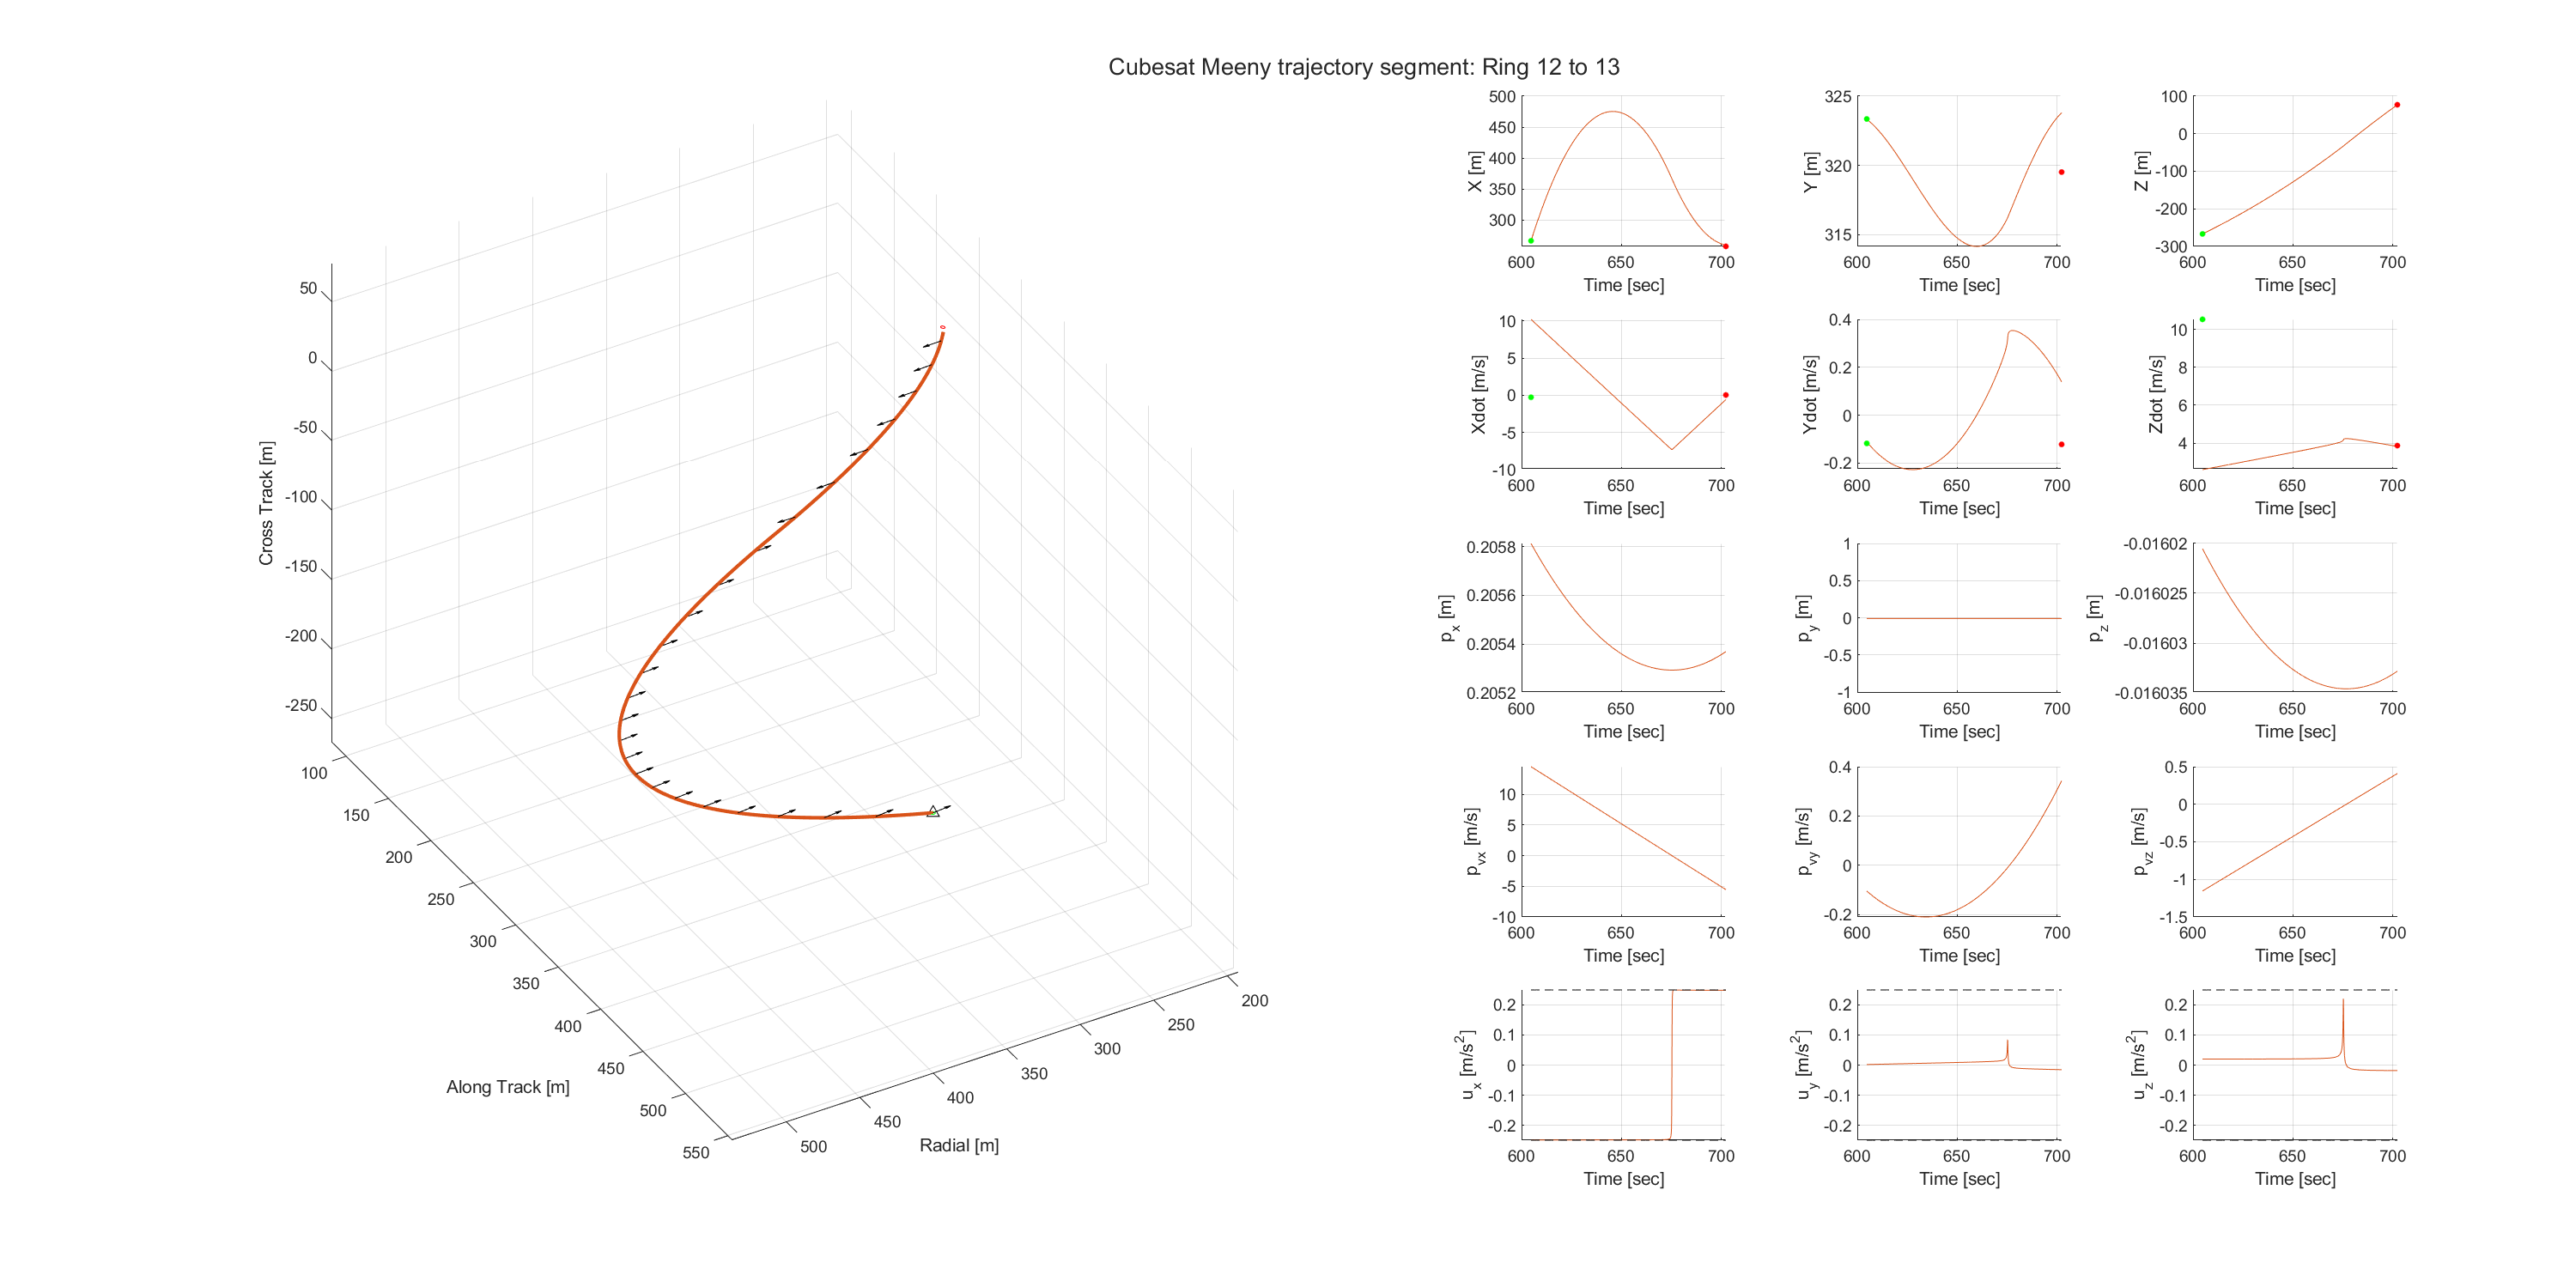 Cubesat Meeny trajectory segment: Ring 12 to 13
50
0
-50
-100
-150
-200
-250
Cross Track [m]
100
150
200
250
300
350
400
450
500
550
Along Track [m]
500
450
400
350
300
250
200
Radial [m]
500
450
400
350
300
X [m]
600 650 700
Time [sec]
325
320
315
Y [m]
600 650 700
Time [sec]
100
0
-100
-200
-300
Z [m]
600 650 700
Time [sec]
10
5
0
-5
-10
Xdot [m/s]
600 650 700
Time [sec]
0.4
0.2
0
-0.2
Ydot [m/s]
600 650 700
Time [sec]
10
8
6
4
Zdot [m/s]
600 650 700
Time [sec]
0.2058
0.2056
0.2054
0.2052
p_x [m]
600 650 700
Time [sec]
1
0.5
0
-0.5
-1
p_y [m]
600 650 700
Time [sec]
-0.01602
-0.016025
-0.01603
-0.016035
p_z [m]
600 650 700
Time [sec]
10
5
0
-5
-10
p_vx [m/s]
600 650 700
Time [sec]
0.4
0.2
0
-0.2
p_vy [m/s]
600 650 700
Time [sec]
0.5
0
-0.5
-1
-1.5
p_vz [m/s]
600 650 700
Time [sec]
0.2
0.1
0
-0.1
-0.2
u_x [m/s²]
600 650 700
Time [sec]
0.2
0.1
0
-0.1
-0.2
u_y [m/s²]
600 650 700
Time [sec]
0.2
0.1
0
-0.1
-0.2
u_z [m/s²]
600 650 700
Time [sec]